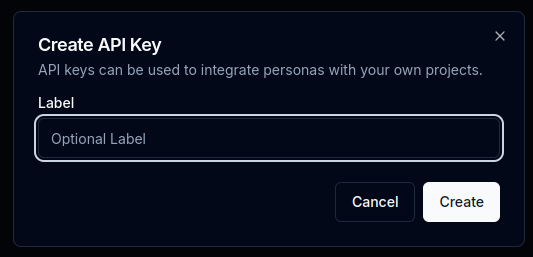 Create API Key
API keys can be used to integrate personas with your own projects.
Label
Optional Label
Cancel
Create